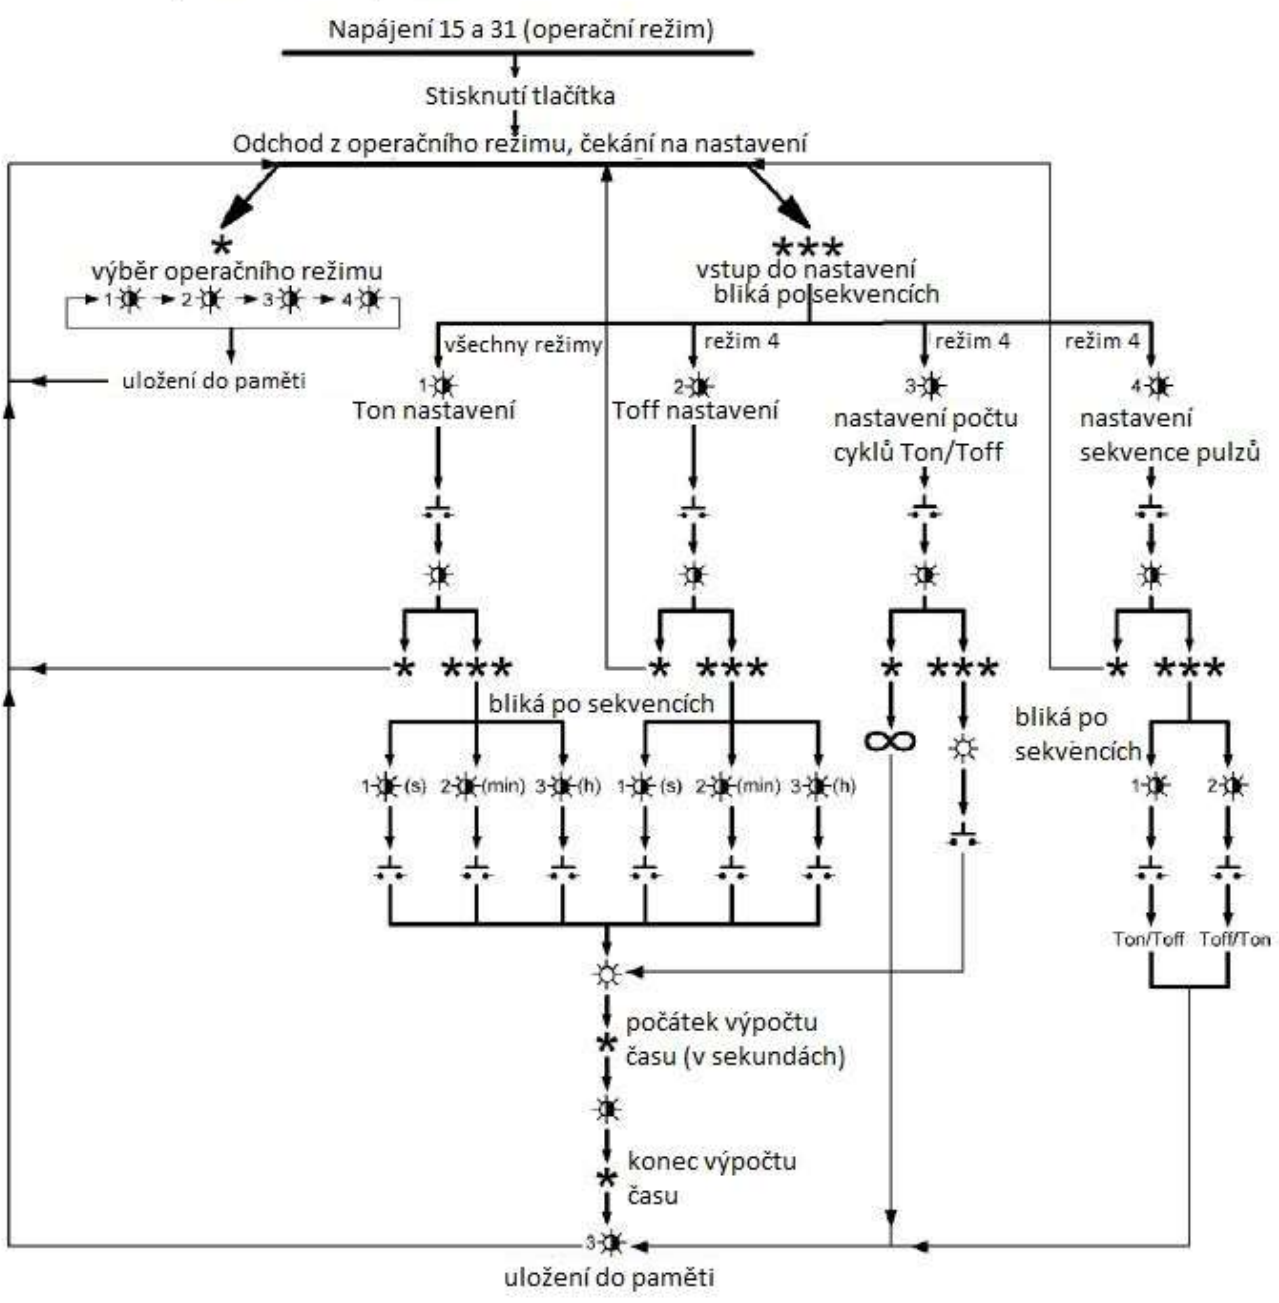 Napájení 15 a 31 (operační režim)
Stisknutí tlačítka
Odchod z operačního režimu, čekání na nastavení
*
výběr operačního režimu
1 2 3 4
uložení do paměti
***
vstup do nastavení
bliká po sekvencích
všechny režimy
režim 4
režim 4
režim 4
1
Ton nastavení
2
Toff nastavení
3
nastavení počtu
cyklů Ton/Toff
4
nastavení
sekvence pulzů
* *** * *** * *** * ***
bliká po sekvencích
bliká po
sekvencích
∞
1 (s) 2 (min) 3 (h) 1 (s) 2 (min) 3 (h)
1 2
Ton/Toff Toff/Ton
počátek výpočtu
* času (v sekundách)
konec výpočtu
* času
3
uložení do paměti